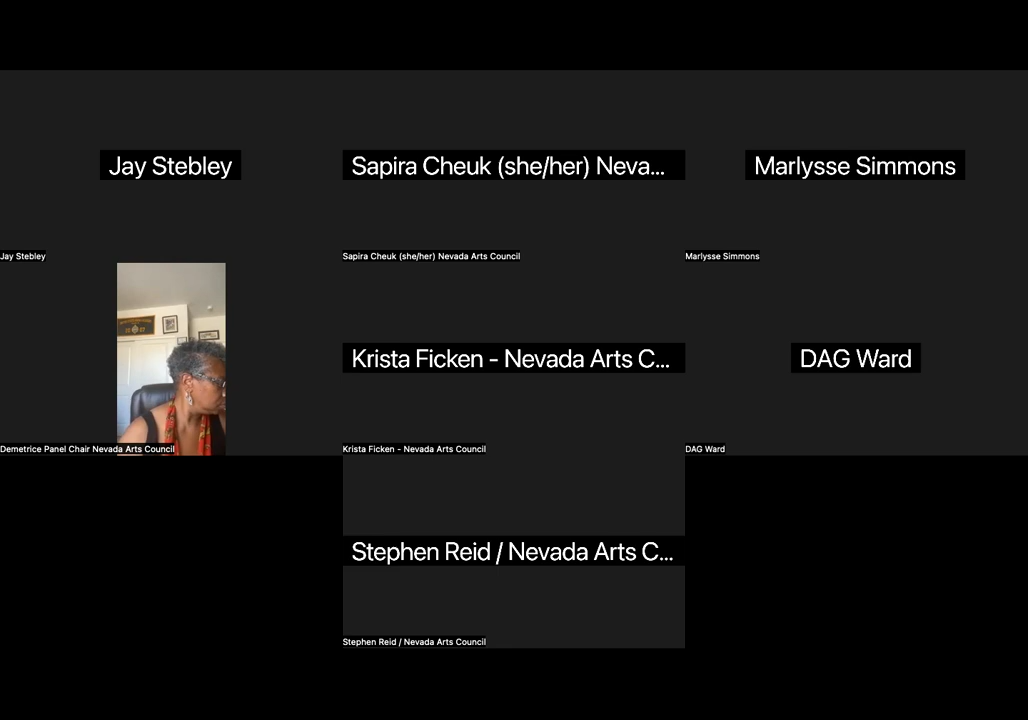 Jay Stebley
Sapira Cheuk (she/her) Neva...
Marlysse Simmons
Jay Stebley
Sapira Cheuk (she/her) Nevada Arts Council
Marlysse Simmons
Krista Ficken - Nevada Arts C...
DAG Ward
Demetrice Panel Chair Nevada Arts Council
Krista Ficken - Nevada Arts Council
DAG Ward
Stephen Reid / Nevada Arts C...
Stephen Reid / Nevada Arts Council